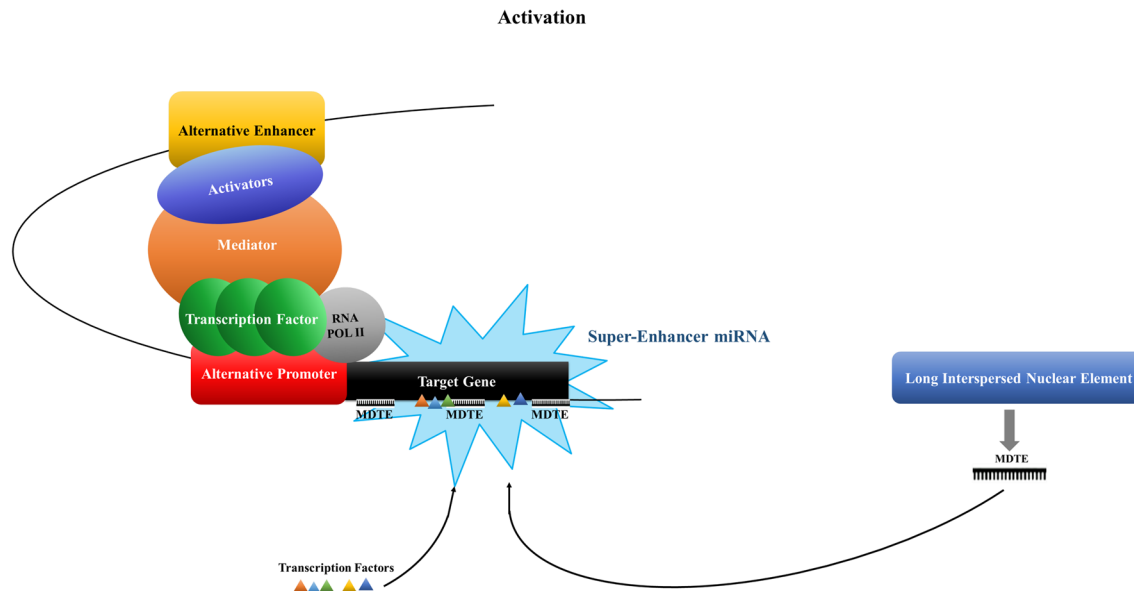 Activation
Alternative Enhancer
Activators
Mediator
Transcription Factor
RNA
POL II
Super-Enhancer miRNA
Alternative Promoter
Target Gene
Long Interspersed Nuclear Element
MDTE
MDTE
MDTE
MDTE
Transcription Factors